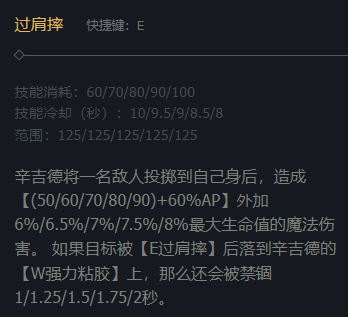 过肩摔 快捷键：E
技能消耗：60/70/80/90/100
技能冷却（秒）：10/9.5/9/8.5/8
范围：125/125/125/125/125
辛吉德将一名敌人投掷到自己身后，造成
【(50/60/70/80/90)+60%AP】外加
6%/6.5%/7%/7.5%/8%最大生命值的魔法伤
害。 如果目标被【E过肩摔】后落到辛吉德的
【W强力粘胶】上，那么还会被禁锢
1/1.25/1.5/1.75/2秒。